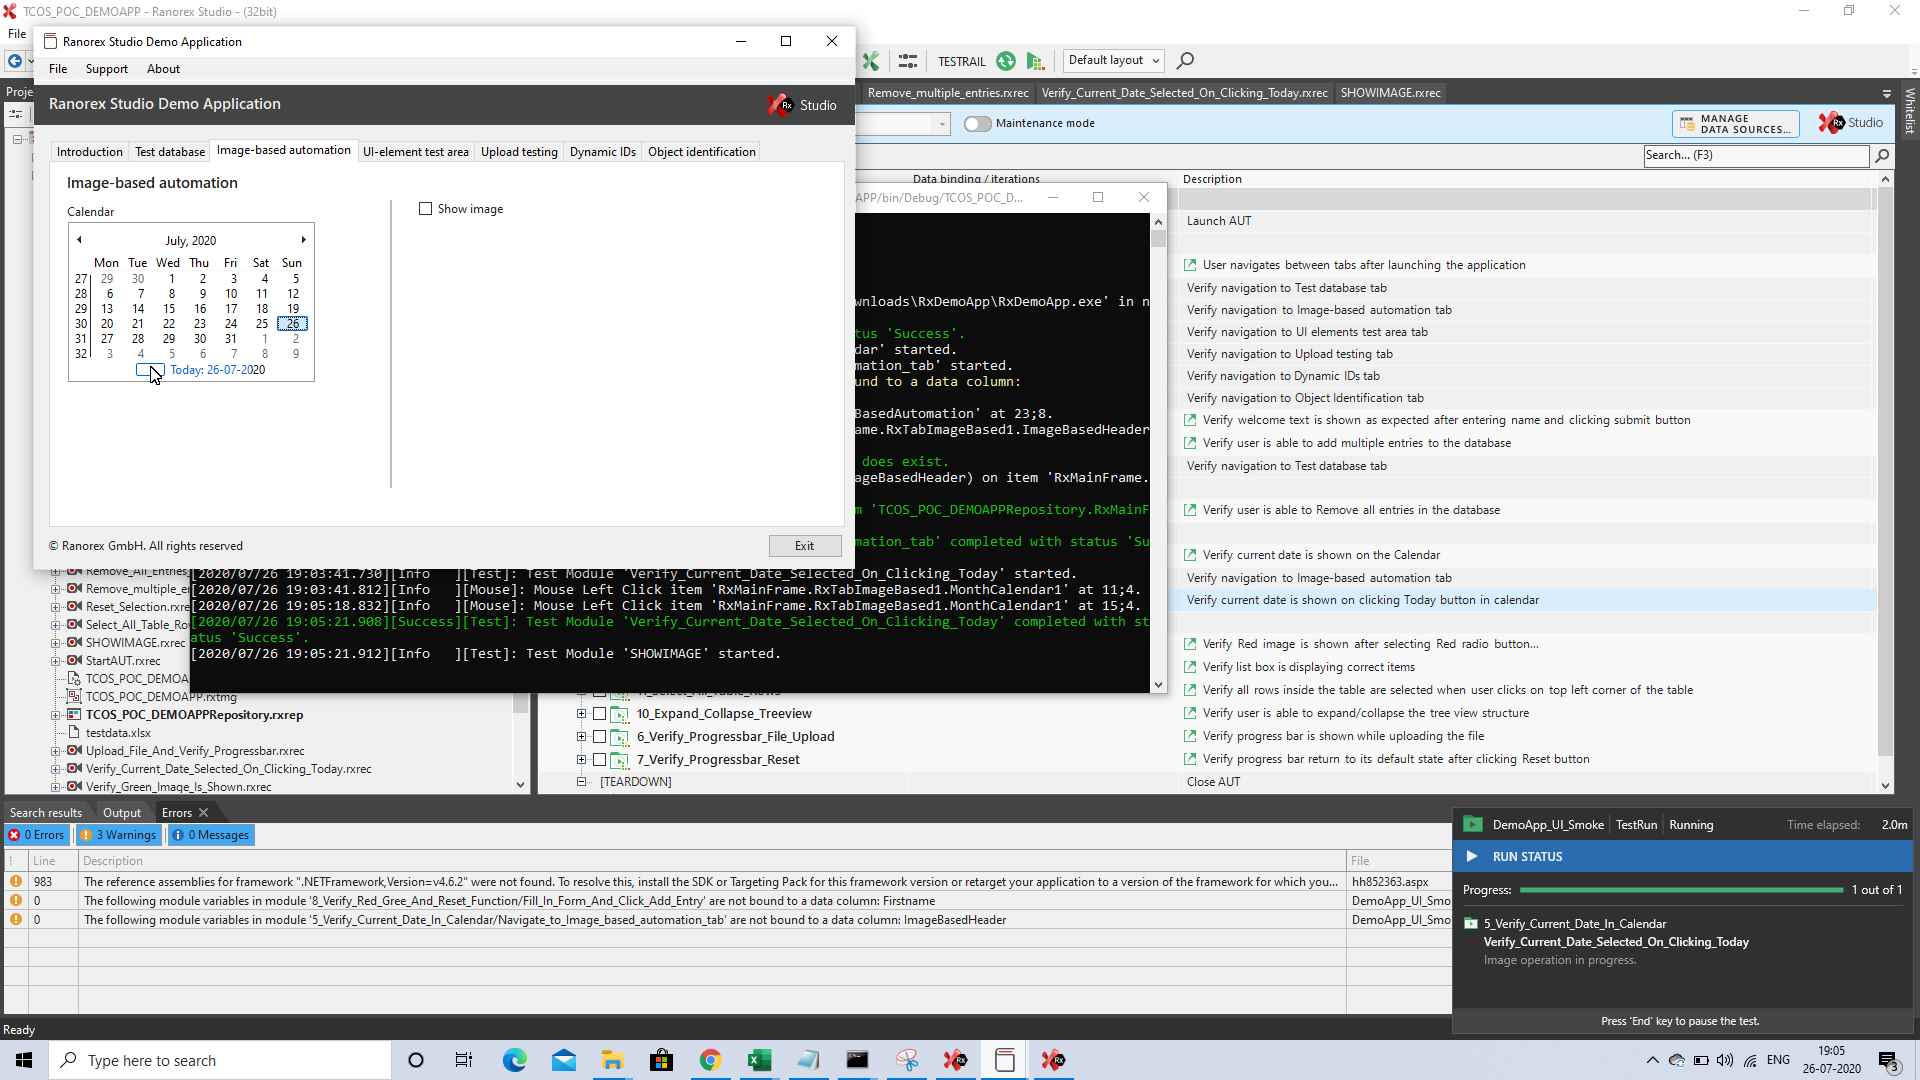 TCOS_POC_DEMOAPP - Ranorex Studio - (32bit)
File
Ranorex Studio Demo Application
File Support About
Ranorex Studio Demo Application
Rx Studio
TESTRAIL
Default layout
Remove_multiple_entries.rxrec Verify_Current_Date_Selected_On_Clicking_Today.rxrec SHOWIMAGE.rxrec
Whitelist
Maintenance mode
MANAGE
DATA SOURCES...
Rx Studio
Search... (F3)
Introduction Test database Image-based automation UI-element test area Upload testing Dynamic IDs Object identification
Image-based automation
Calendar
Show image
July, 2020
Mon Tue Wed Thu Fri Sat Sun
27 29 30 1 2 3 4 5
28 6 7 8 9 10 11 12
29 13 14 15 16 17 18 19
30 20 21 22 23 24 25 26
31 27 28 29 30 31 1 2
32 3 4 5 6 7 8 9
Today: 26-07-2020
© Ranorex GmbH. All rights reserved
Exit
Data binding / iterations
Description
APP/bin/Debug/TCOS_POC_D...
wnloads\RxDemoApp\RxDemoApp.exe' in n
tus 'Success'.
dar' started.
mation_tab' started.
und to a data column:
BasedAutomation' at 23;8.
ame.RxTabImageBased1.ImageBasedHeader
does exist.
ageBasedHeader) on item 'RxMainFrame.
m 'TCOS_POC_DEMOAPPRepository.RxMainF
mation_tab' completed with status 'Su
[2020/07/26 19:03:41.730][Info ][Test]: Test Module 'Verify_Current_Date_Selected_On_Clicking_Today' started.
[2020/07/26 19:03:41.812][Info ][Mouse]: Mouse Left Click item 'RxMainFrame.RxTabImageBased1.MonthCalendar1' at 11;4.
[2020/07/26 19:05:18.832][Info ][Mouse]: Mouse Left Click item 'RxMainFrame.RxTabImageBased1.MonthCalendar1' at 15;4.
[2020/07/26 19:05:21.908][Success][Test]: Test Module 'Verify_Current_Date_Selected_On_Clicking_Today' completed with st
atus 'Success'.
[2020/07/26 19:05:21.912][Info ][Test]: Test Module 'SHOWIMAGE' started.
Launch AUT
User navigates between tabs after launching the application
Verify navigation to Test database tab
Verify navigation to Image-based automation tab
Verify navigation to UI elements test area tab
Verify navigation to Upload testing tab
Verify navigation to Dynamic IDs tab
Verify navigation to Object Identification tab
Verify welcome text is shown as expected after entering name and clicking submit button
Verify user is able to add multiple entries to the database
Verify navigation to Test database tab
Verify user is able to Remove all entries in the database
Verify current date is shown on the Calendar
Verify navigation to Image-based automation tab
Verify current date is shown on clicking Today button in calendar
Verify Red image is shown after selecting Red radio button...
Verify list box is displaying correct items
Verify all rows inside the table are selected when user clicks on top left corner of the table
Verify user is able to expand/collapse the tree view structure
Verify progress bar is shown while uploading the file
Verify progress bar return to its default state after clicking Reset button
Close AUT
Proje
Remove_All_Entries
Remove_multiple_e
Reset_Selection.rxre
Select_All_Table_Ro
SHOWIMAGE.rxrec
StartAUT.rxrec
TCOS_POC_DEMOA
TCOS_POC_DEMOAPP.rxtmg
TCOS_POC_DEMOAPPRepository.rxrep
testdata.xlsx
Upload_File_And_Verify_Progressbar.rxrec
Verify_Current_Date_Selected_On_Clicking_Today.rxrec
Verify_Green_Image_Is_Shown.rxrec
10_Expand_Collapse_Treeview
6_Verify_Progressbar_File_Upload
7_Verify_Progressbar_Reset
[TEARDOWN]
Search results Output Errors
0 Errors 3 Warnings 0 Messages
! Line Description File
983 The reference assemblies for framework ".NETFramework,Version=v4.6.2" were not found. To resolve this, install the SDK or Targeting Pack for this framework version or retarget your application to a version of the framework for which you... hh852363.aspx
0 The following module variables in module '8_Verify_Red_Gree_And_Reset_Function/Fill_In_Form_And_Click_Add_Entry' are not bound to a data column: Firstname DemoApp_UI_Smo
0 The following module variables in module '5_Verify_Current_Date_In_Calendar/Navigate_to_Image_based_automation_tab' are not bound to a data column: ImageBasedHeader DemoApp_UI_Smo
DemoApp_UI_Smoke TestRun Running Time elapsed: 2.0m
RUN STATUS
Progress: 1 out of 1
5_Verify_Current_Date_In_Calendar
Verify_Current_Date_Selected_On_Clicking_Today
Image operation in progress.
Press 'End' key to pause the test.
Ready
Type here to search
ENG
19:05
26-07-2020
3